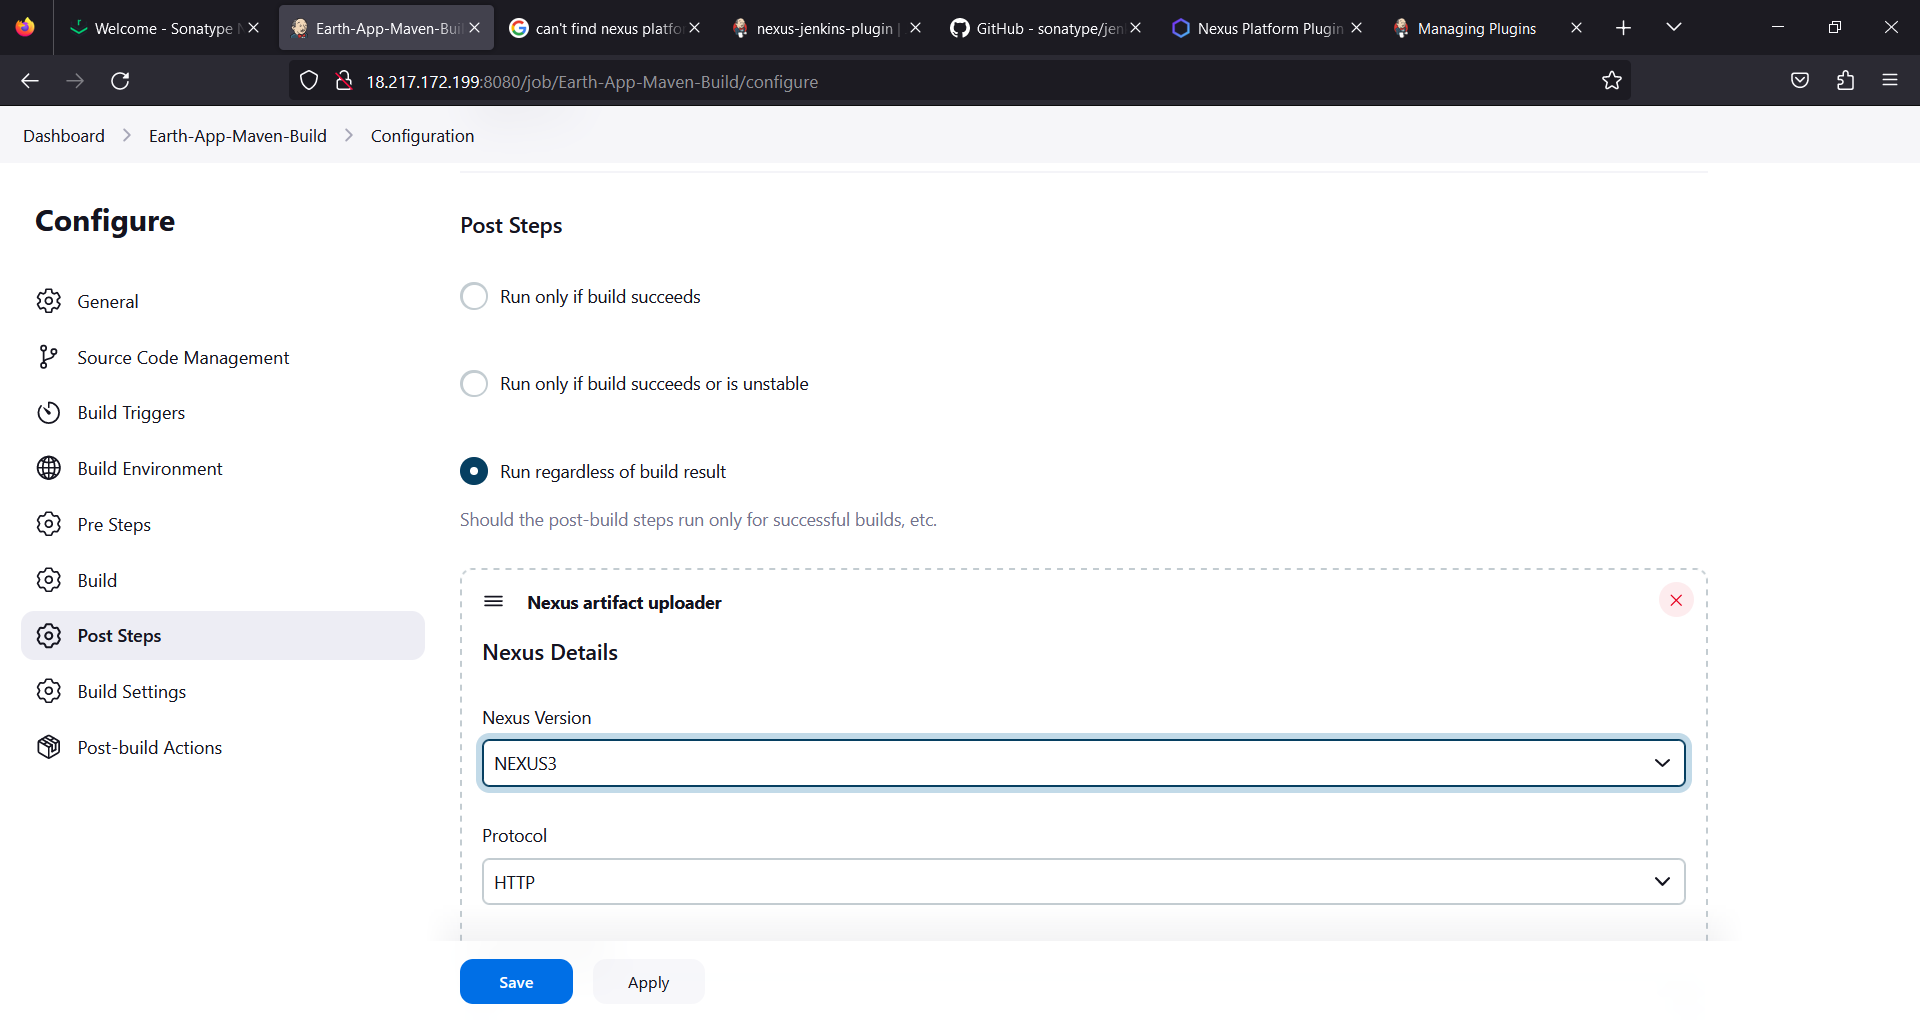 Welcome - Sonatype N
Earth-App-Maven-Buil
can't find nexus platfo
nexus-jenkins-plugin |
GitHub - sonatype/jen
Nexus Platform Plugin
Managing Plugins
18.217.172.199:8080/job/Earth-App-Maven-Build/configure
Dashboard
Earth-App-Maven-Build
Configuration
Configure
General
Source Code Management
Build Triggers
Build Environment
Pre Steps
Build
Post Steps
Build Settings
Post-build Actions
Post Steps
Run only if build succeeds
Run only if build succeeds or is unstable
Run regardless of build result
Should the post-build steps run only for successful builds, etc.
Nexus artifact uploader
Nexus Details
Nexus Version
NEXUS3
Protocol
HTTP
Save
Apply